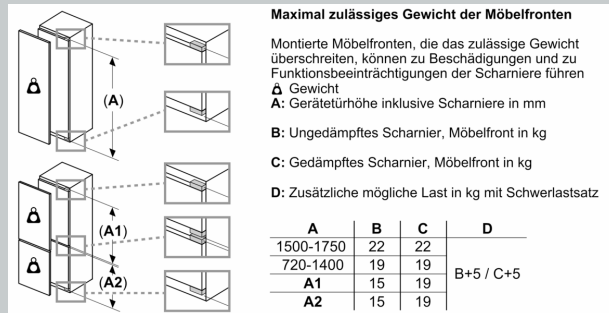 Maximal zulässiges Gewicht der Möbelfronten
Montierte Möbelfronten, die das zulässige Gewicht
überschreiten, können zu Beschädigungen und zu
Funktionsbeeinträchtigungen der Scharniere führen
Gewicht
A: Gerätetürhöhe inklusive Scharniere in mm
B: Ungedämpftes Scharnier, Möbelfront in kg
C: Gedämpftes Scharnier, Möbelfront in kg
D: Zusätzliche mögliche Last in kg mit Schwerlastsatz
(A)
(A1)
(A2)
A B C D
1500-1750 22 22
720-1400 19 19
B+5 / C+5
A1 15 19
A2 15 19